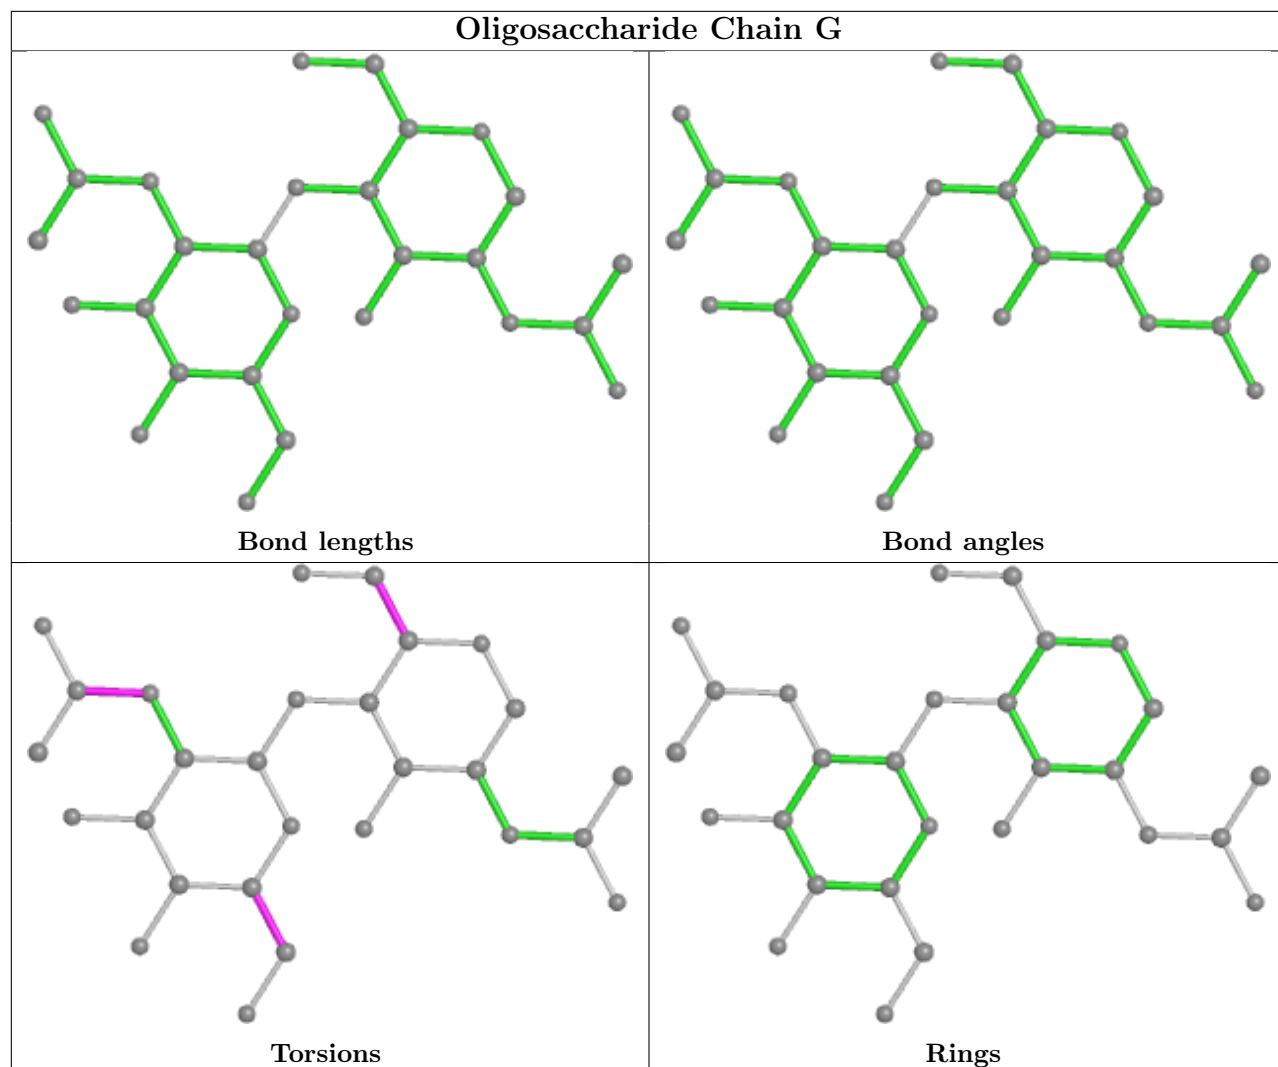 Oligosaccharide Chain G
Bond lengths
Bond angles
Torsions
Rings